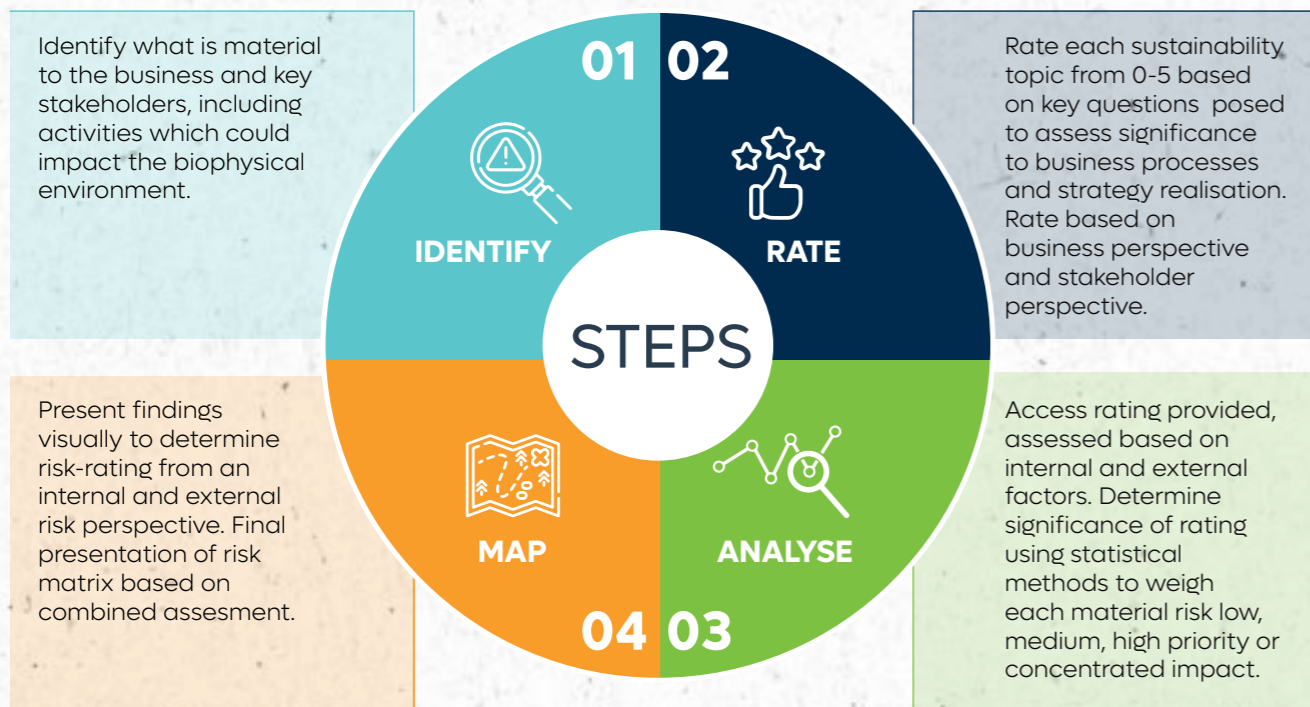 Identify what is material
to the business and key
stakeholders, including
activities which could
impact the biophysical
environment.
01
IDENTIFY
02
RATE
Rate each sustainability
topic from 0-5 based
on key questions posed
to assess significance
to business processes
and strategy realisation.
Rate based on
business perspective
and stakeholder
perspective.
STEPS
Present findings
visually to determine
risk-rating from an
internal and external
risk perspective. Final
presentation of risk
matrix based on
combined assesment.
MAP
04
ANALYSE
03
Access rating provided,
assessed based on
internal and external
factors. Determine
significance of rating
using statistical
methods to weigh
each material risk low,
medium, high priority or
concentrated impact.